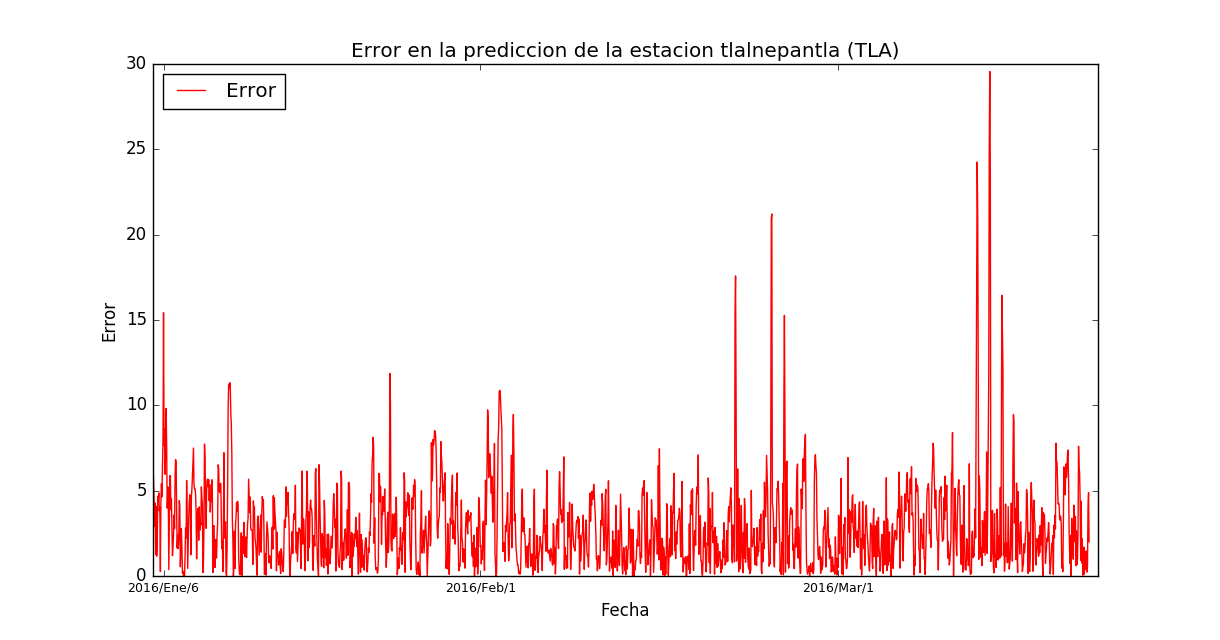 Error en la prediccion de la estacion tlalnepantla (TLA)
Error
30
25
20
15
10
5
0
Error
2016/Ene/6
2016/Feb/1
2016/Mar/1
Fecha